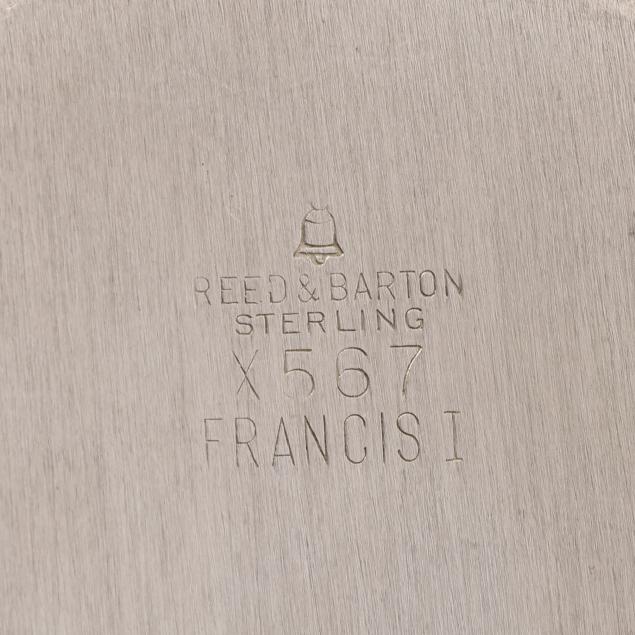 REED & BARTON
STERLING
X567
FRANCIS I